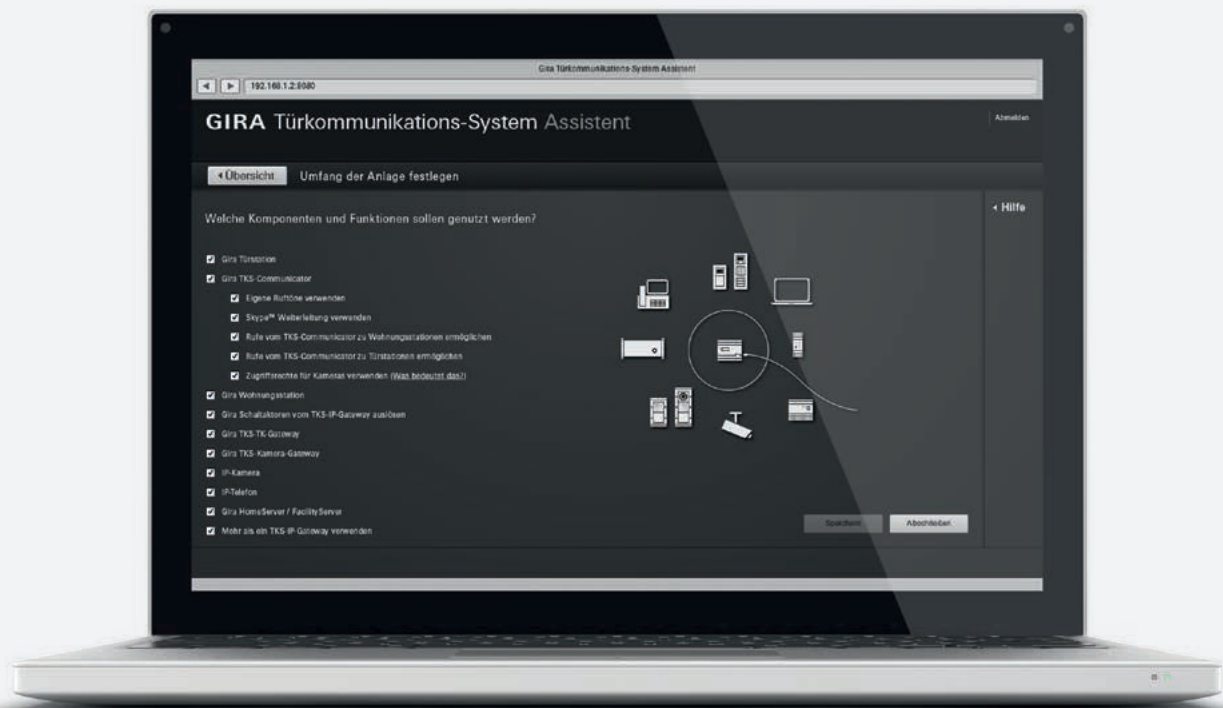 Gira Türkommunikations-System Assistent
192.168.1.2:8080
GIRA Türkommunikations-System Assistent
Abmelden
Übersicht
Umfang der Anlage festlegen
Hilfe
Welche Komponenten und Funktionen sollen genutzt werden?
Gira Türstation
Gira TKS-Communicator
Eigene Ruftöne verwenden
Skype™ Weiterleitung verwenden
Rufe vom TKS-Communicator zu Wohnungsstationen ermöglichen
Rufe vom TKS-Communicator zu Türstationen ermöglichen
Zugriffsrechte für Kameras verwenden (Was bedeutet das?)
Gira Wohnungsstation
Gira Schaltaktoren vom TKS-IP-Gateway auslösen
Gira TKS-TK-Gateway
Gira TKS-Kamera-Gateway
IP-Kamera
IP-Telefon
Gira HomeServer / FacilityServer
Mehr als ein TKS-IP-Gateway verwenden
Speichern
Abschließen